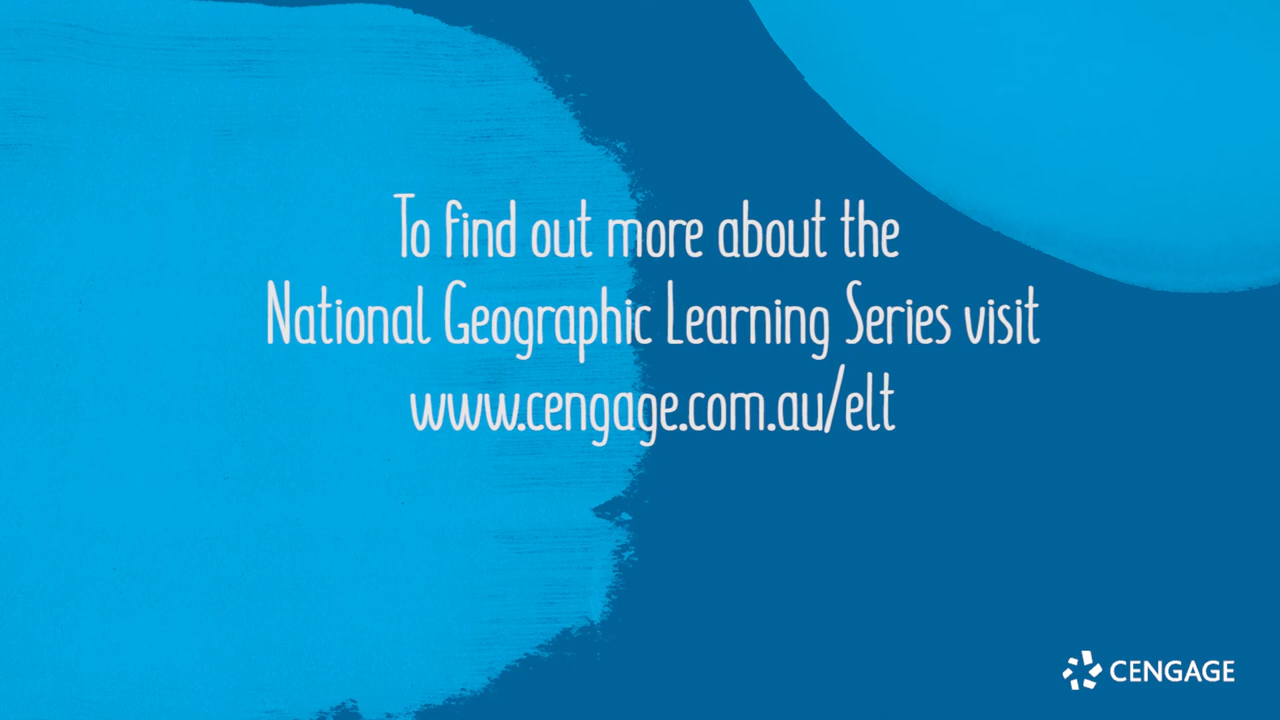 To find out more about the
National Geographic Learning Series visit
www.cengage.com.au/elt
CENGAGE